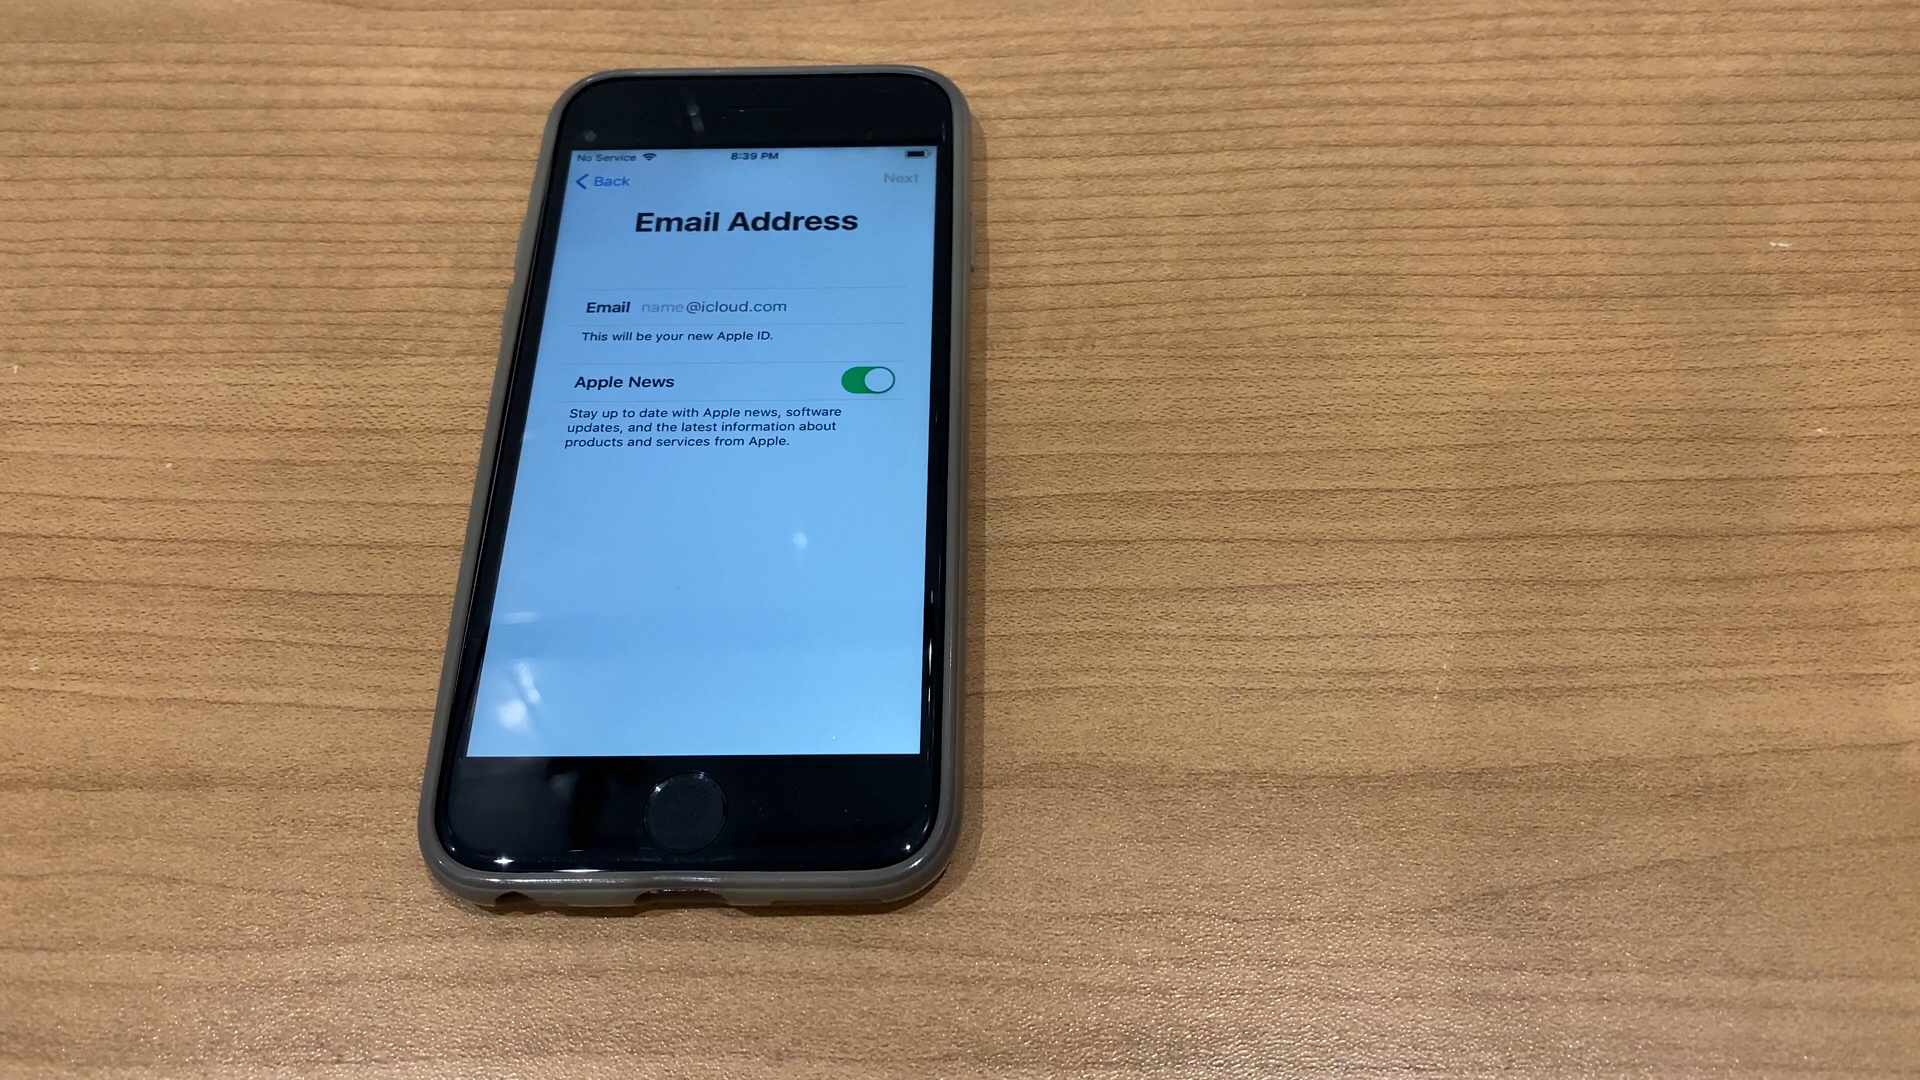 No Service 8:39 PM
Back Next
Email Address
Email name@icloud.com
This will be your new Apple ID.
Apple News
Stay up to date with Apple news, software
updates, and the latest information about
products and services from Apple.